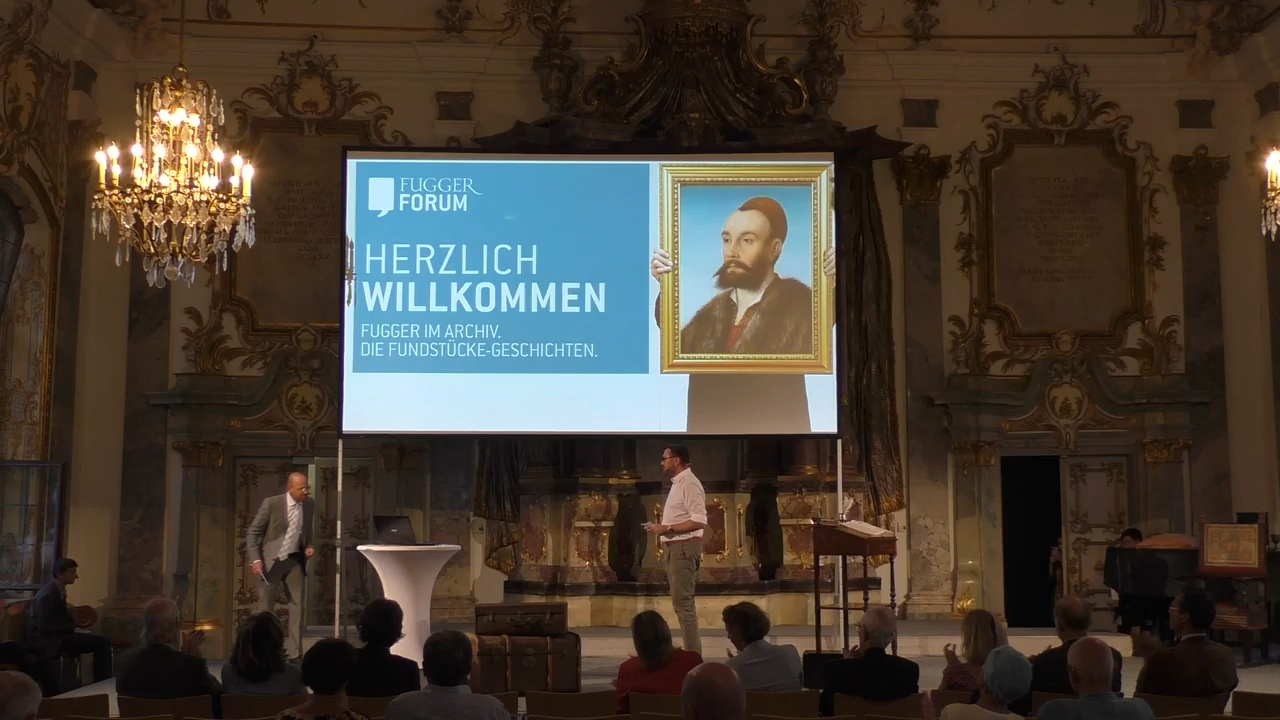 FUGGER
FORUM
HERZLICH
WILLKOMMEN
FUGGER IM ARCHIV.
DIE FUNDSTÜCKE-GESCHICHTEN.